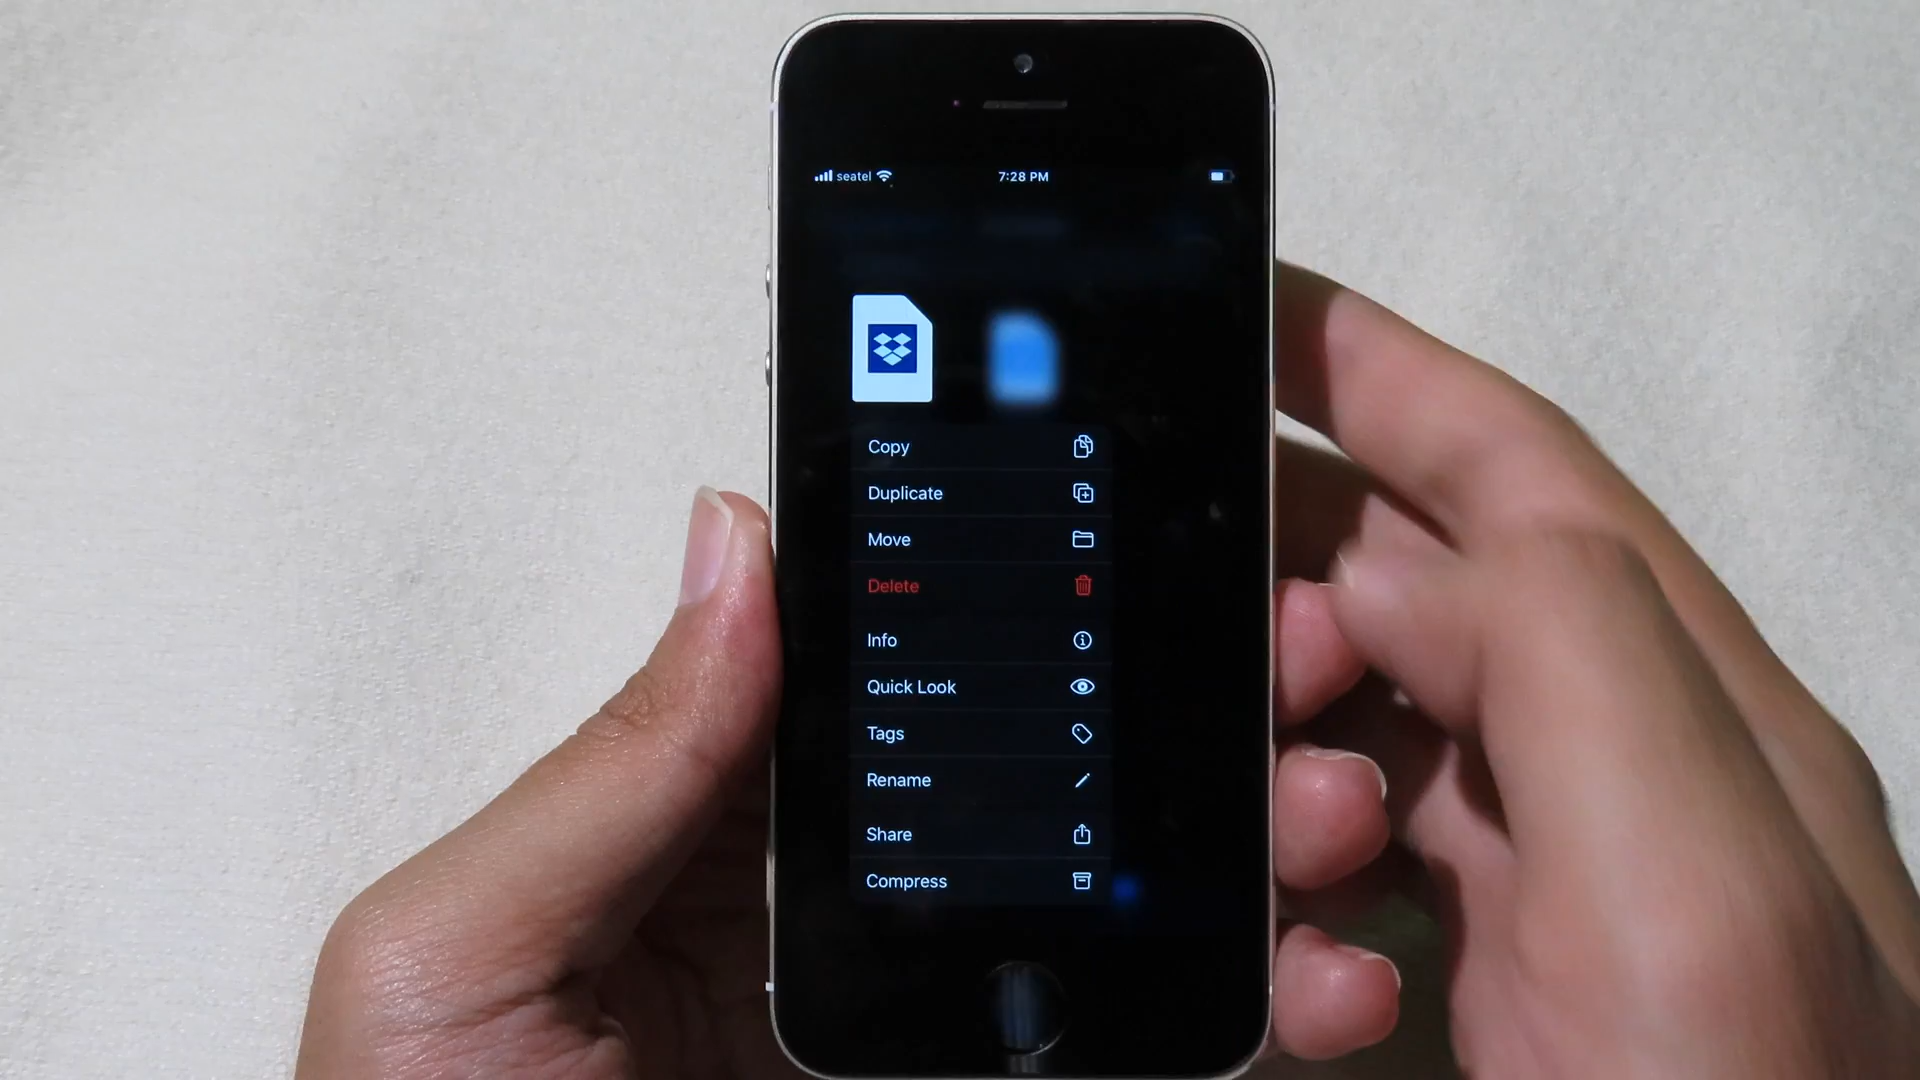 seatel
7:28 PM
Copy
Duplicate
Move
Delete
Info
Quick Look
Tags
Rename
Share
Compress